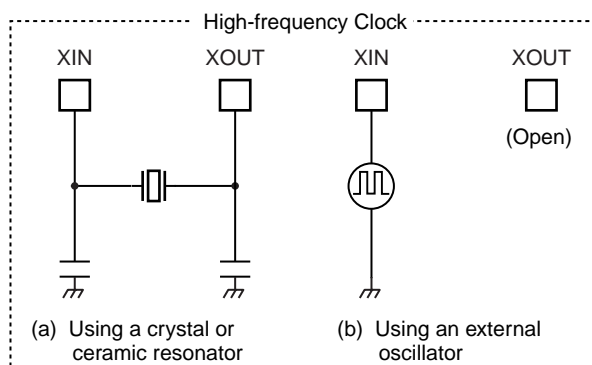 High-frequency Clock
XIN
XOUT
XIN
XOUT
(Open)
(a) Using a crystal or
ceramic resonator
(b) Using an external
oscillator